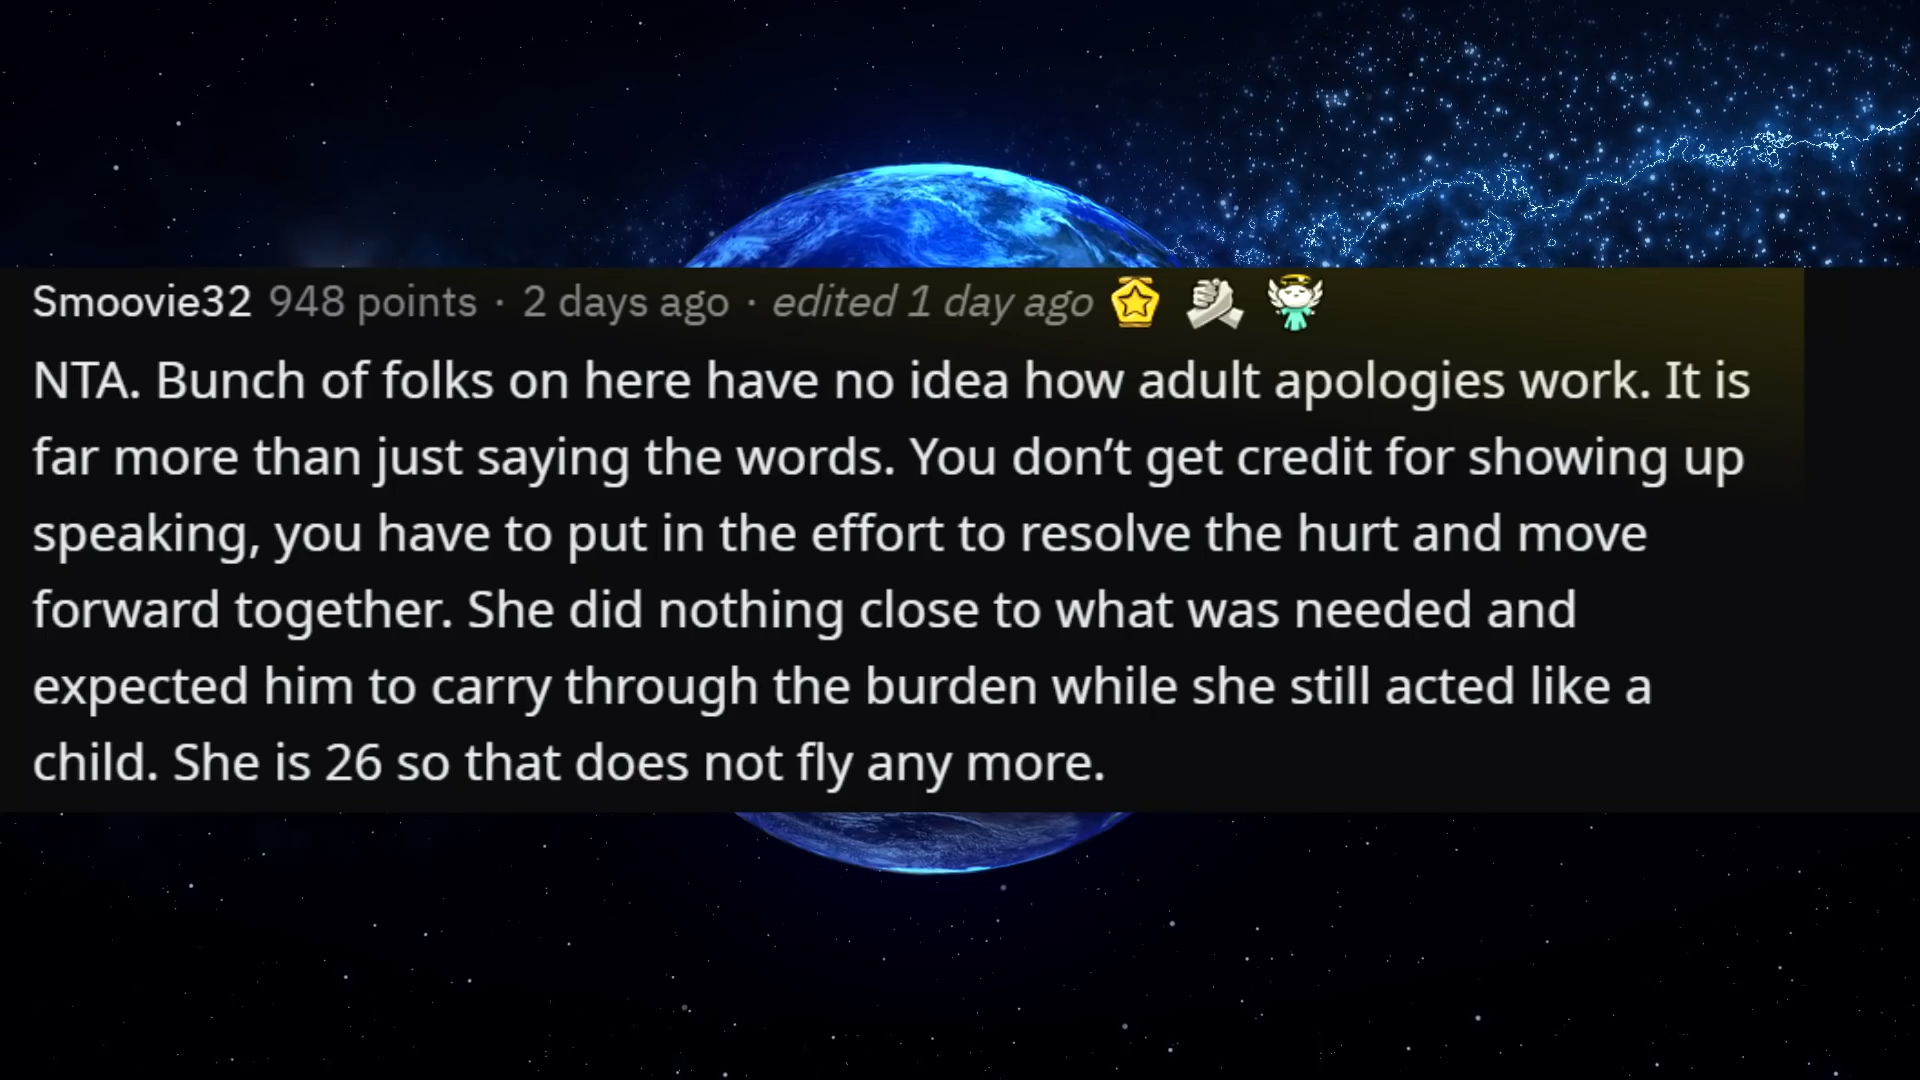 Smoovie32 948 points · 2 days ago · edited 1 day ago
NTA. Bunch of folks on here have no idea how adult apologies work. It is
far more than just saying the words. You don’t get credit for showing up
speaking, you have to put in the effort to resolve the hurt and move
forward together. She did nothing close to what was needed and
expected him to carry through the burden while she still acted like a
child. She is 26 so that does not fly any more.